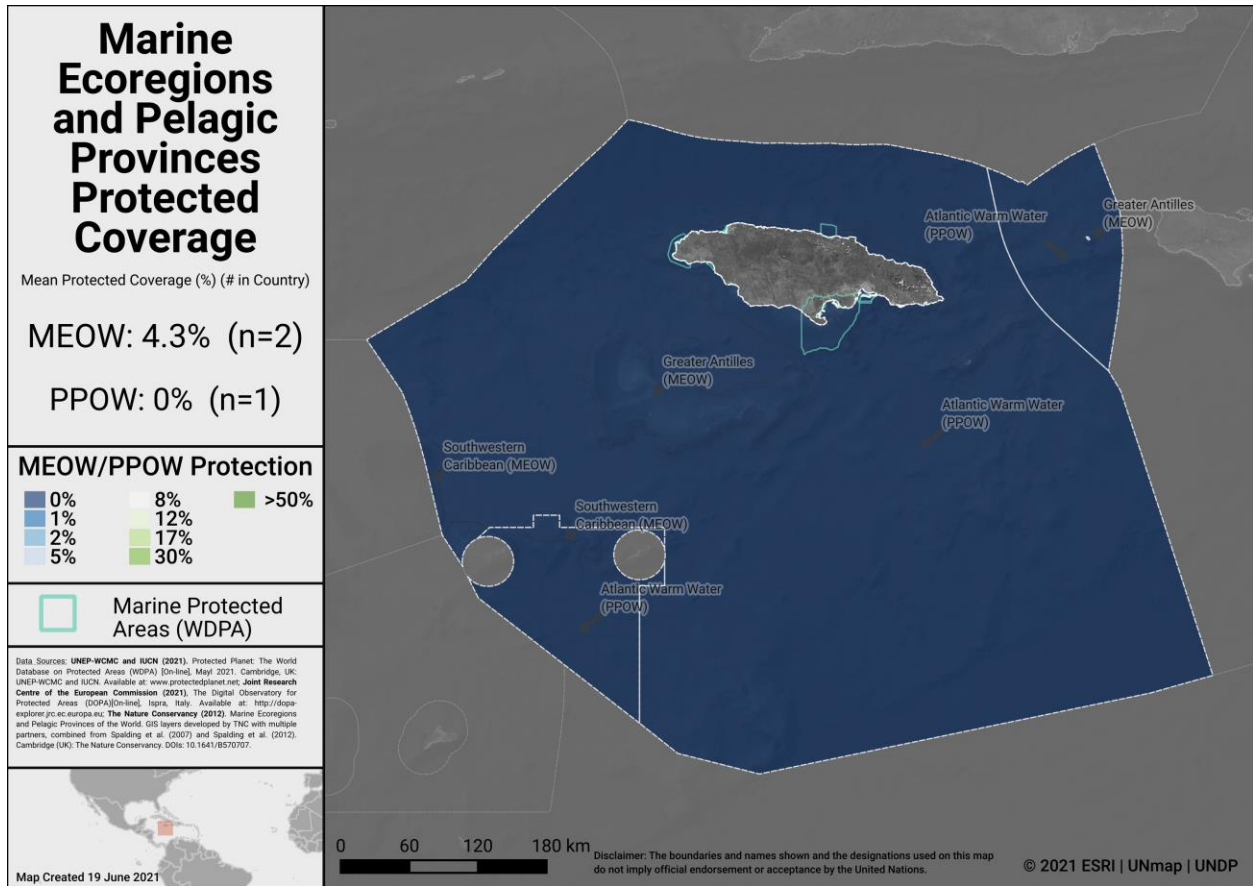 Marine
Ecoregions
and Pelagic
Provinces
Protected
Coverage
Mean Protected Coverage (%) (# in Country)
MEOW: 4.3% (n=2)
PPOW: 0% (n=1)
MEOW/PPOW Protection
0%
1%
2%
5%
8%
12%
17%
30%
>50%
Marine Protected
Areas (WDPA)
Data Sources: UNEP-WCMC and IUCN (2021). Protected Planet: The World
Database on Protected Areas (WDPA) [On-line], Mayl 2021. Cambridge, UK:
UNEP-WCMC and IUCN. Available at: www.protectedplanet.net; Joint Research
Centre of the European Commission (2021), The Digital Observatory for
Protected Areas (DOPA)[On-line], Ispra, Italy. Available at: http://dopa-
explorer.jrc.ec.europa.eu; The Nature Conservancy (2012). Marine Ecoregions
and Pelagic Provinces of the World. GIS layers developed by TNC with multiple
partners, combined from Spalding et al. (2007) and Spalding et al. (2012).
Cambridge (UK): The Nature Conservancy. DOIs: 10.1641/B570707.
Map Created 19 June 2021
Atlantic Warm Water
(PPOW)
Greater Antilles
(MEOW)
Greater Antilles
(MEOW)
Atlantic Warm Water
(PPOW)
Southwestern
Caribbean (MEOW)
Southwestern
Caribbean (MEOW)
Atlantic Warm Water
(PPOW)
0 60 120 180 km
Disclaimer: The boundaries and names shown and the designations used on this map
do not imply official endorsement or acceptance by the United Nations.
© 2021 ESRI | UNmap | UNDP